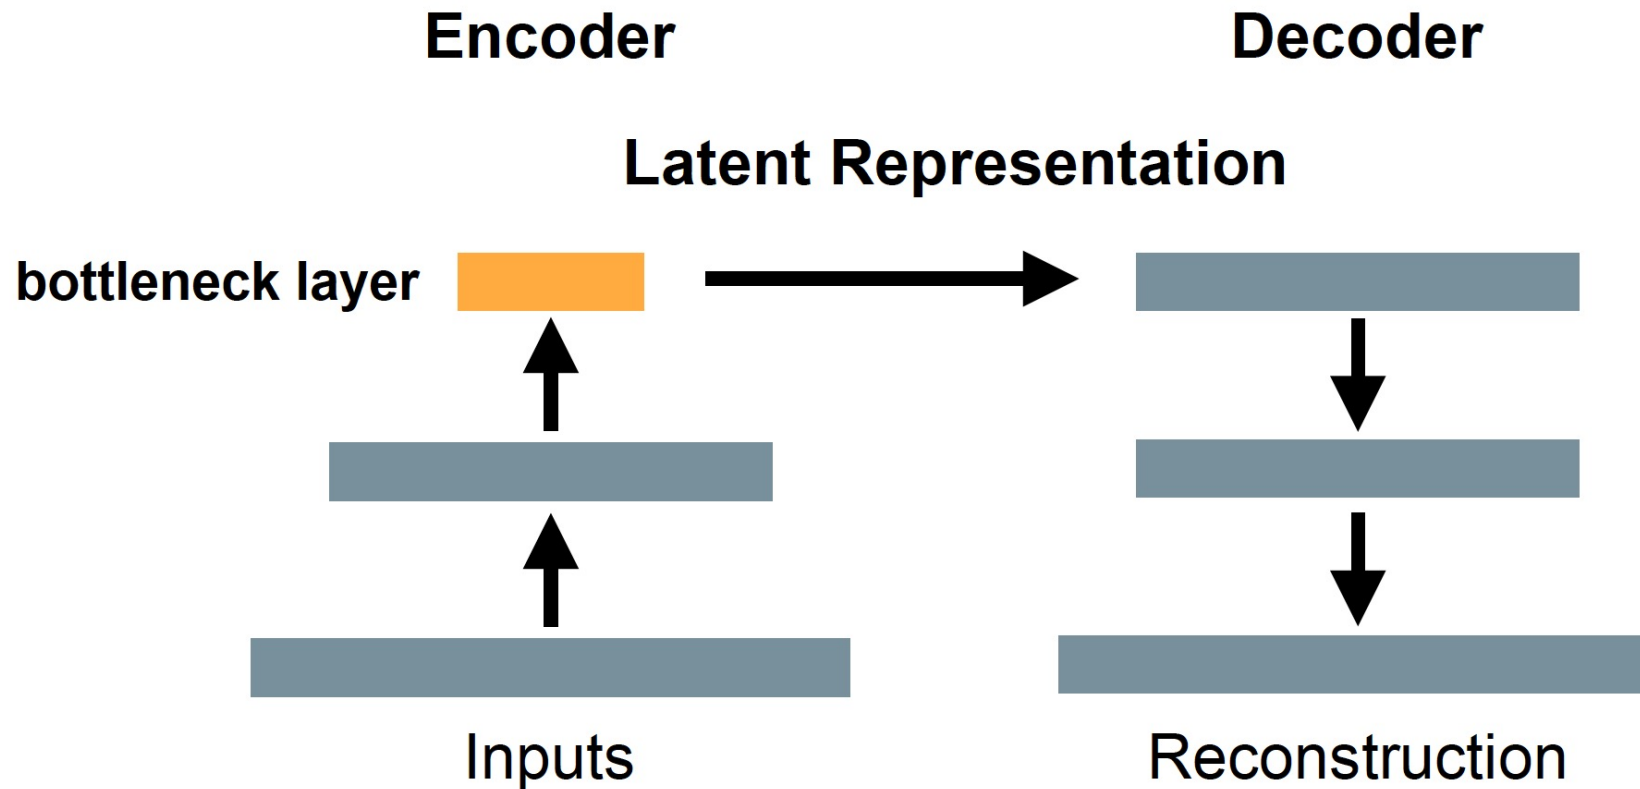 Encoder
Decoder
Latent Representation
bottleneck layer
Inputs
Reconstruction